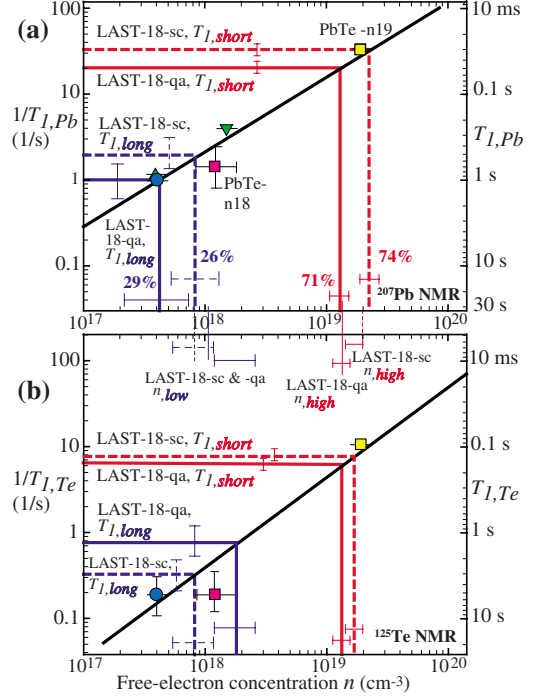 (a)
100
10
1
0.1
1/T1,Pb
(1/s)
LAST-18-sc, T1,short
LAST-18-qa, T1,short
LAST-18-sc,
T1,long
LAST-
18-qa,
T1,long
29%
26%
71%
74%
PbTe -n19
PbTe-
n18
207Pb NMR
10 ms
0.1 s
1 s
10 s
30 s
T1,Pb
10^17
10^18
10^19
10^20
LAST-18-sc & -qa
n,low
LAST-18-qa
n,high
LAST-18-sc
n,high
(b)
100
10
1
0.1
1/T1,Te
(1/s)
LAST-18-sc, T1,short
LAST-18-qa, T1,short
LAST-18-qa,
T1,long
LAST-18-sc,
T1,long
125Te NMR
10 ms
0.1 s
1 s
10 s
T1,Te
10^17
10^18
10^19
10^20
Free-electron concentration n (cm-3)